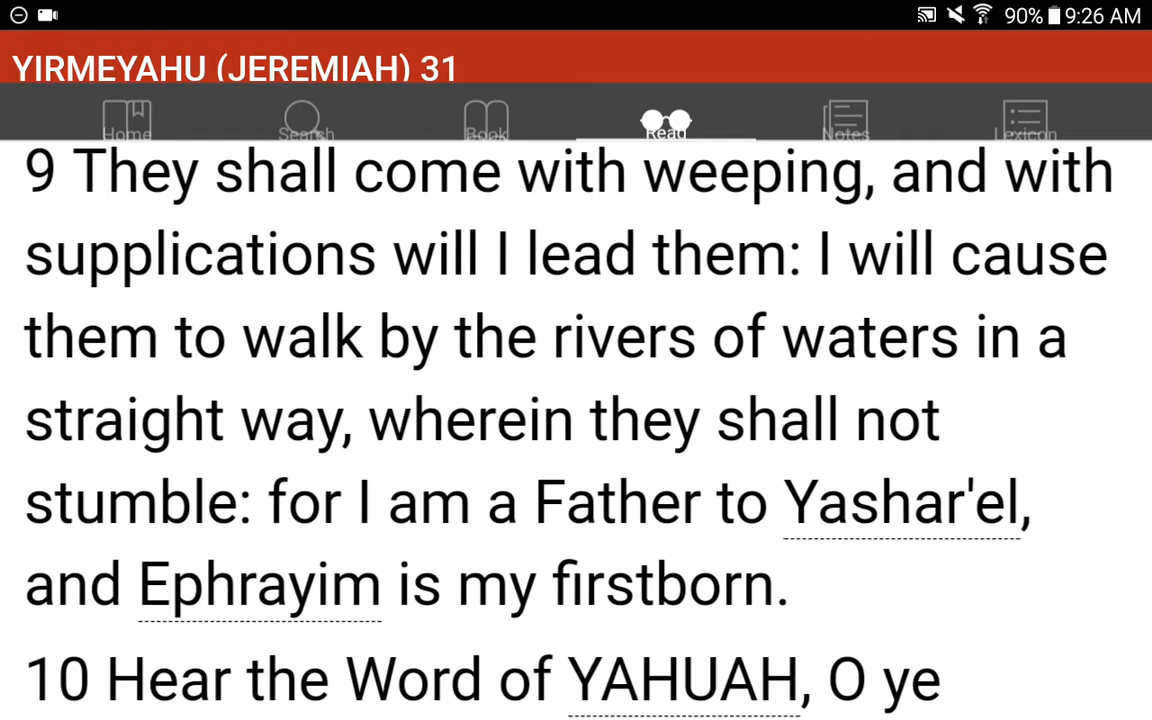 90% 9:26 AM
YIRMEYAHU (JEREMIAH) 31
Home Search Book Read Notes Lexicon
9 They shall come with weeping, and with
supplications will I lead them: I will cause
them to walk by the rivers of waters in a
straight way, wherein they shall not
stumble: for I am a Father to Yashar'el,
and Ephrayim is my firstborn.
10 Hear the Word of YAHUAH, O ye